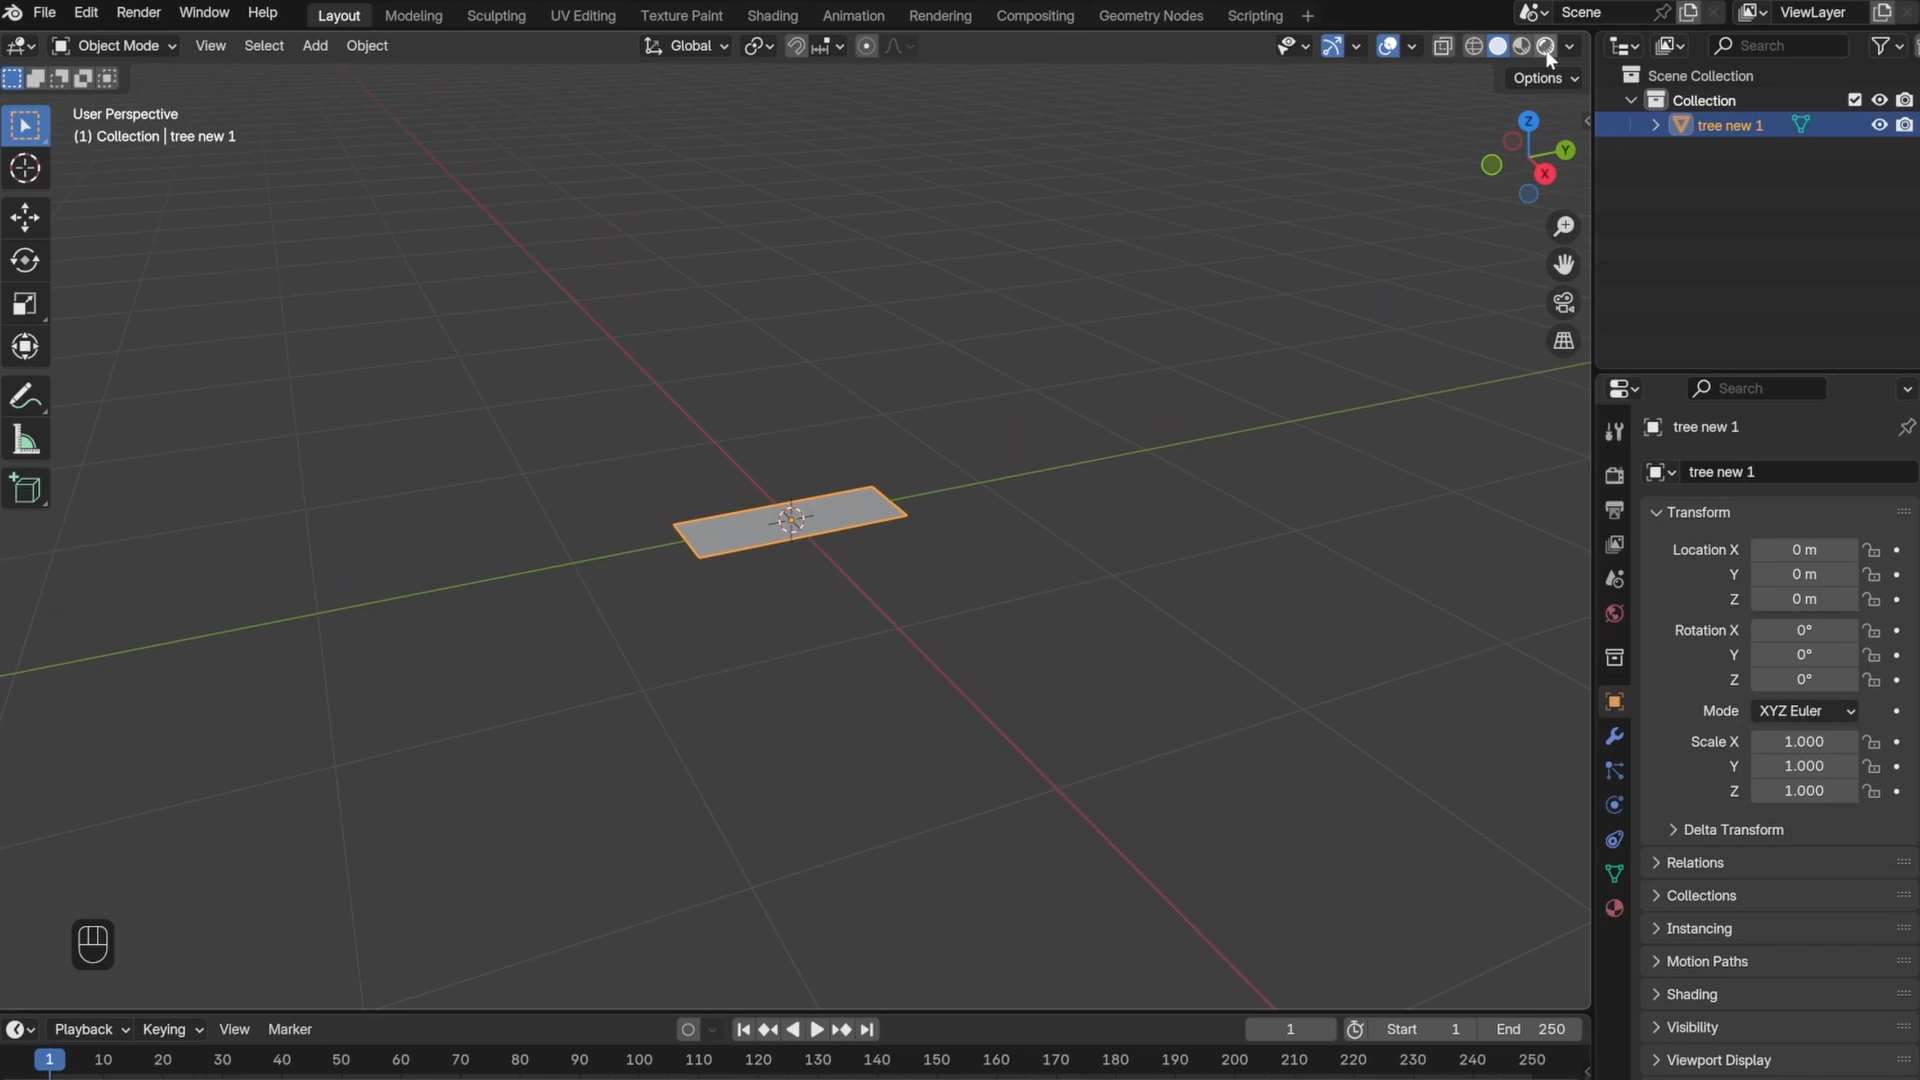 File Edit Render Window Help Layout Modeling Sculpting UV Editing Texture Paint Shading Animation Rendering Compositing Geometry Nodes Scripting + Scene ViewLayer
Object Mode View Select Add Object Global Search
Options
User Perspective
(1) Collection | tree new 1
Z
Y
X
Scene Collection
Collection
tree new 1
Search
tree new 1
tree new 1
Transform
Location X 0 m
Y 0 m
Z 0 m
Rotation X 0°
Y 0°
Z 0°
Mode XYZ Euler
Scale X 1.000
Y 1.000
Z 1.000
Delta Transform
Relations
Collections
Instancing
Motion Paths
Shading
Visibility
Viewport Display
Playback Keying View Marker 1 Start 1 End 250
1 10 20 30 40 50 60 70 80 90 100 110 120 130 140 150 160 170 180 190 200 210 220 230 240 250